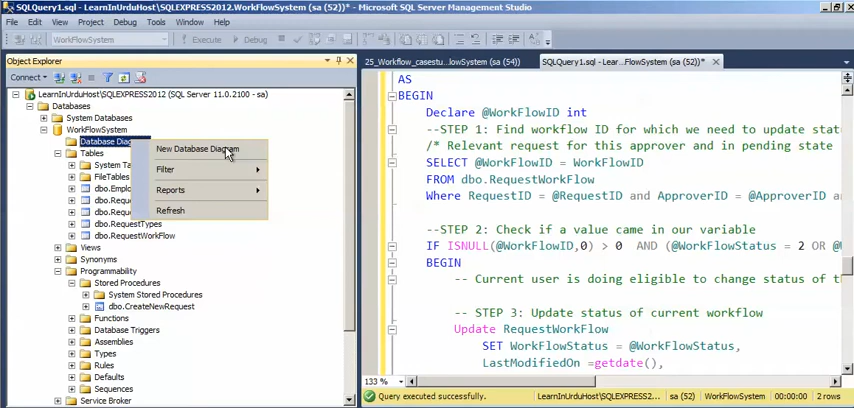 SQLQuery1.sql - LearnInUrduHost\SQLEXPRESS2012.WorkFlowSystem (sa (52))* - Microsoft SQL Server Management Studio
File Edit View Project Debug Tools Window Help
WorkFlowSystem Execute Debug
Object Explorer
Connect
LearnInUrduHost\SQLEXPRESS2012 (SQL Server 11.0.2100 - sa)
Databases
System Databases
WorkFlowSystem
Database Diag
Tables
System Ta
FileTables
dbo.Emplo
dbo.Reque
dbo.Reque
dbo.RequestTypes
dbo.RequestWorkFlow
Views
Synonyms
Programmability
Stored Procedures
System Stored Procedures
dbo.CreateNewRequest
Functions
Database Triggers
Assemblies
Types
Rules
Defaults
Sequences
Service Broker
New Database Diagram
Filter
Reports
Refresh
25_Workflow_casestu...lowSystem (sa (54)) SQLQuery1.sql - Lear...FlowSystem (sa (52))*
AS
BEGIN
Declare @WorkFlowID int
--STEP 1: Find workflow ID for which we need to update statu
/* Relevant request for this approver and in pending state
SELECT @WorkFlowID = WorkFlowID
FROM dbo.RequestWorkFlow
Where RequestID = @RequestID and ApproverID = @ApproverID an
--STEP 2: Check if a value came in our variable
IF ISNULL(@WorkFlowID,0) > 0 AND (@WorkFlowStatus = 2 OR @
BEGIN
-- Current user is doing eligible to change status of th
-- STEP 3: Update status of current workflow
Update RequestWorkFlow
SET WorkFlowStatus = @WorkFlowStatus,
LastModifiedOn =getdate(),
133 %
Query executed successfully. LearnInUrduHost\SQLEXPRESS2... sa (52) WorkFlowSystem 00:00:00 2 rows